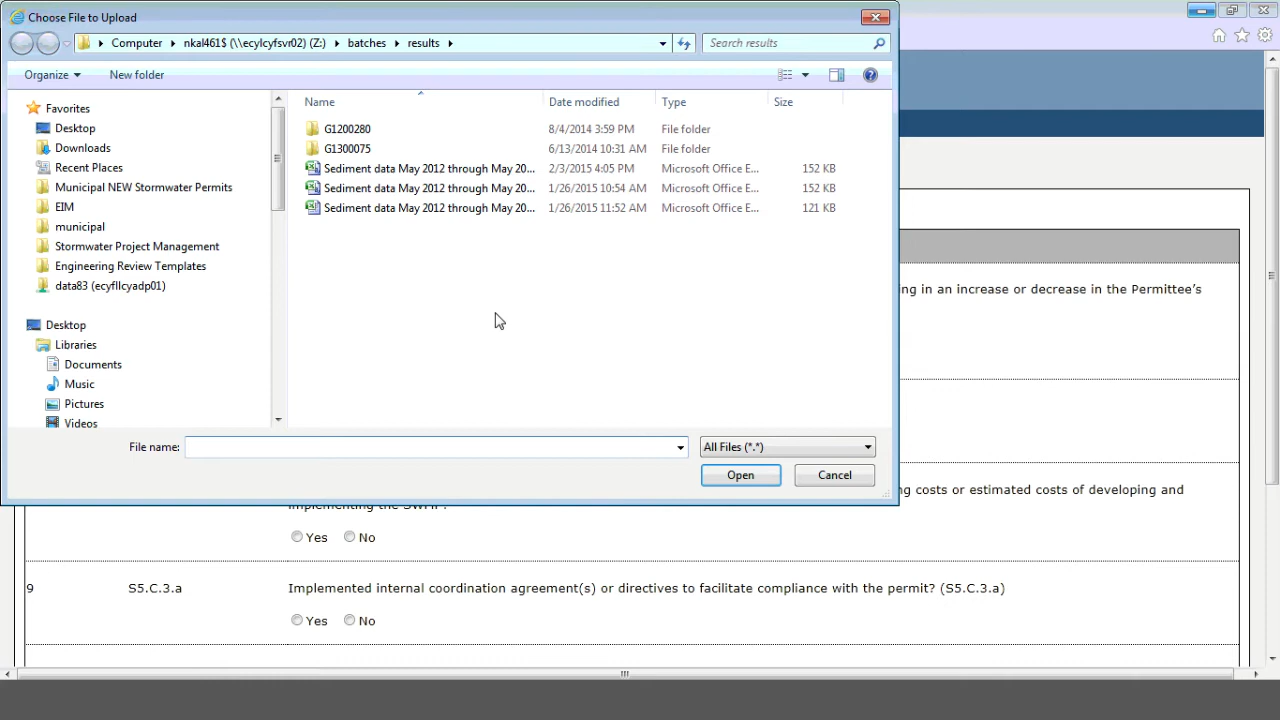 Choose File to Upload
Computer nkal461$ (\\ecylcyfsvr02) (Z:) batches results
Search results
Organize New folder
Name Date modified Type Size
Favorites
Desktop
Downloads
Recent Places
Municipal NEW Stormwater Permits
EIM
municipal
Stormwater Project Management
Engineering Review Templates
data83 (ecyfllcyadp01)
Desktop
Libraries
Documents
Music
Pictures
Videos
G1200280 8/4/2014 3:59 PM File folder
G1300075 6/13/2014 10:31 AM File folder
Sediment data May 2012 through May 20... 2/3/2015 4:05 PM Microsoft Office E... 152 KB
Sediment data May 2012 through May 20... 1/26/2015 10:54 AM Microsoft Office E... 152 KB
Sediment data May 2012 through May 20... 1/26/2015 11:52 AM Microsoft Office E... 121 KB
File name:
All Files (*.*)
Open Cancel
ing in an increase or decrease in the Permittee's
ng costs or estimated costs of developing and
implementing the SWMP?
Yes No
9 S5.C.3.a Implemented internal coordination agreement(s) or directives to facilitate compliance with the permit? (S5.C.3.a)
Yes No